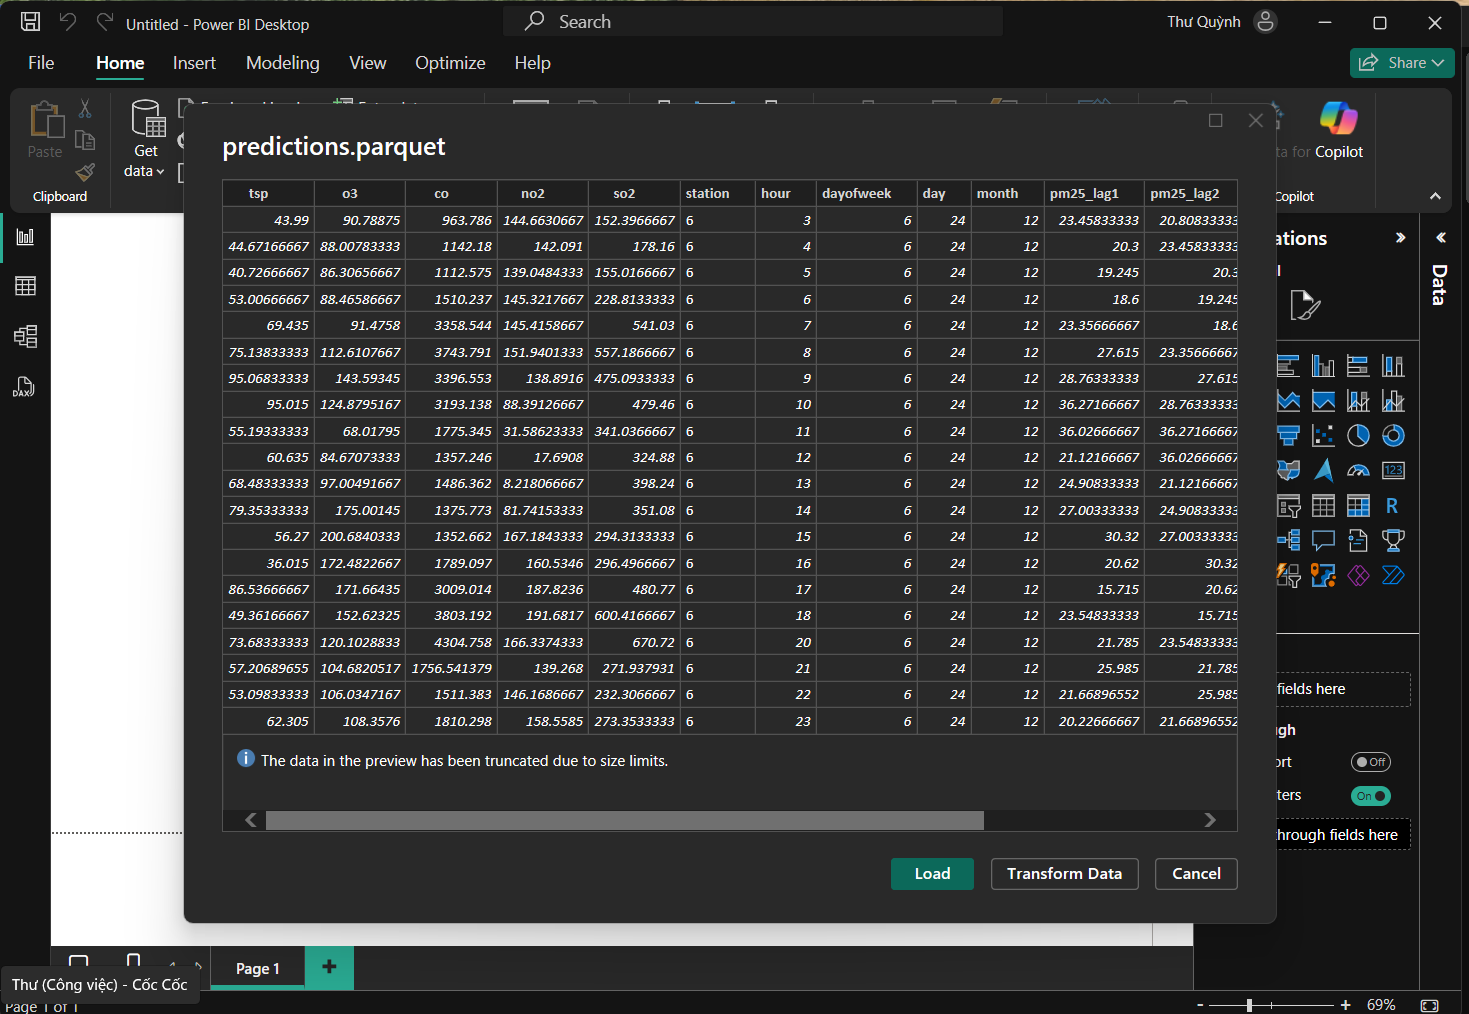 Untitled - Power BI Desktop
Search
Thư Quỳnh
File Home Insert Modeling View Optimize Help
Share
Paste
Get
data
Clipboard
ta for Copilot
Copilot
predictions.parquet
tsp o3 co no2 so2 station hour dayofweek day month pm25_lag1 pm25_lag2
43.99 90.78875 963.786 144.6630667 152.3966667 6 3 6 24 12 23.45833333 20.80833333
44.67166667 88.00783333 1142.18 142.091 178.16 6 4 6 24 12 20.3 23.45833333
40.72666667 86.30656667 1112.575 139.0484333 155.0166667 6 5 6 24 12 19.245 20.3
53.00666667 88.46586667 1510.237 145.3217667 228.8133333 6 6 6 24 12 18.6 19.245
69.435 91.4758 3358.544 145.4158667 541.03 6 7 6 24 12 23.35666667 18.6
75.13833333 112.6107667 3743.791 151.9401333 557.1866667 6 8 6 24 12 27.615 23.35666667
95.06833333 143.59345 3396.553 138.8916 475.0933333 6 9 6 24 12 28.76333333 27.615
95.015 124.8795167 3193.138 88.39126667 479.46 6 10 6 24 12 36.27166667 28.76333333
55.19333333 68.01795 1775.345 31.58623333 341.0366667 6 11 6 24 12 36.02666667 36.27166667
60.635 84.67073333 1357.246 17.6908 324.88 6 12 6 24 12 21.12166667 36.02666667
68.48333333 97.00491667 1486.362 8.218066667 398.24 6 13 6 24 12 24.90833333 21.12166667
79.35333333 175.00145 1375.773 81.74153333 351.08 6 14 6 24 12 27.00333333 24.90833333
56.27 200.6840333 1352.662 167.1843333 294.3133333 6 15 6 24 12 30.32 27.00333333
36.015 172.4822667 1789.097 160.5346 296.4966667 6 16 6 24 12 20.62 30.32
86.53666667 171.66435 3009.014 187.8236 480.77 6 17 6 24 12 15.715 20.62
49.36166667 152.62325 3803.192 191.6817 600.4166667 6 18 6 24 12 23.54833333 15.715
73.68333333 120.1028833 4304.758 166.3374333 670.72 6 20 6 24 12 21.785 23.54833333
57.20689655 104.6820517 1756.541379 139.268 271.937931 6 21 6 24 12 25.985 21.785
53.09833333 106.0347167 1511.383 146.1686667 232.3066667 6 22 6 24 12 21.66896552 25.985
62.305 108.3576 1810.298 158.5585 273.3533333 6 23 6 24 12 20.22666667 21.66896552
The data in the preview has been truncated due to size limits.
Load Transform Data Cancel
ations
Data
DAX
123
R
fields here
gh
ort Off
ters On
hrough fields here
Page 1
Thư (Công việc) - Cốc Cốc
Page 1 of 1
- + 69%